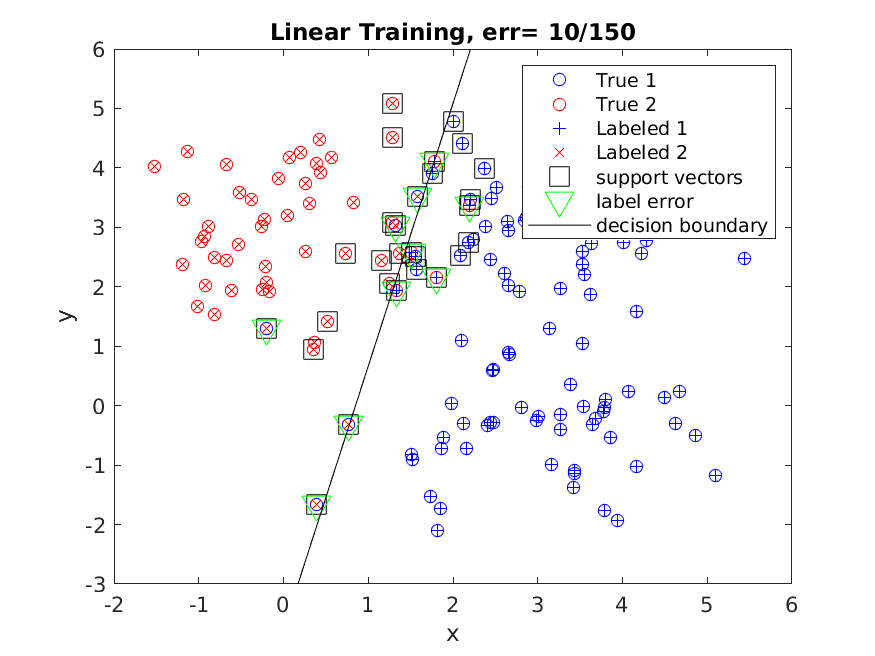 Linear Training, err= 10/150
6
5
4
3
2
1
0
-1
-2
-3
y
True 1
True 2
Labeled 1
Labeled 2
support vectors
label error
decision boundary
-2 -1 0 1 2 3 4 5 6
x